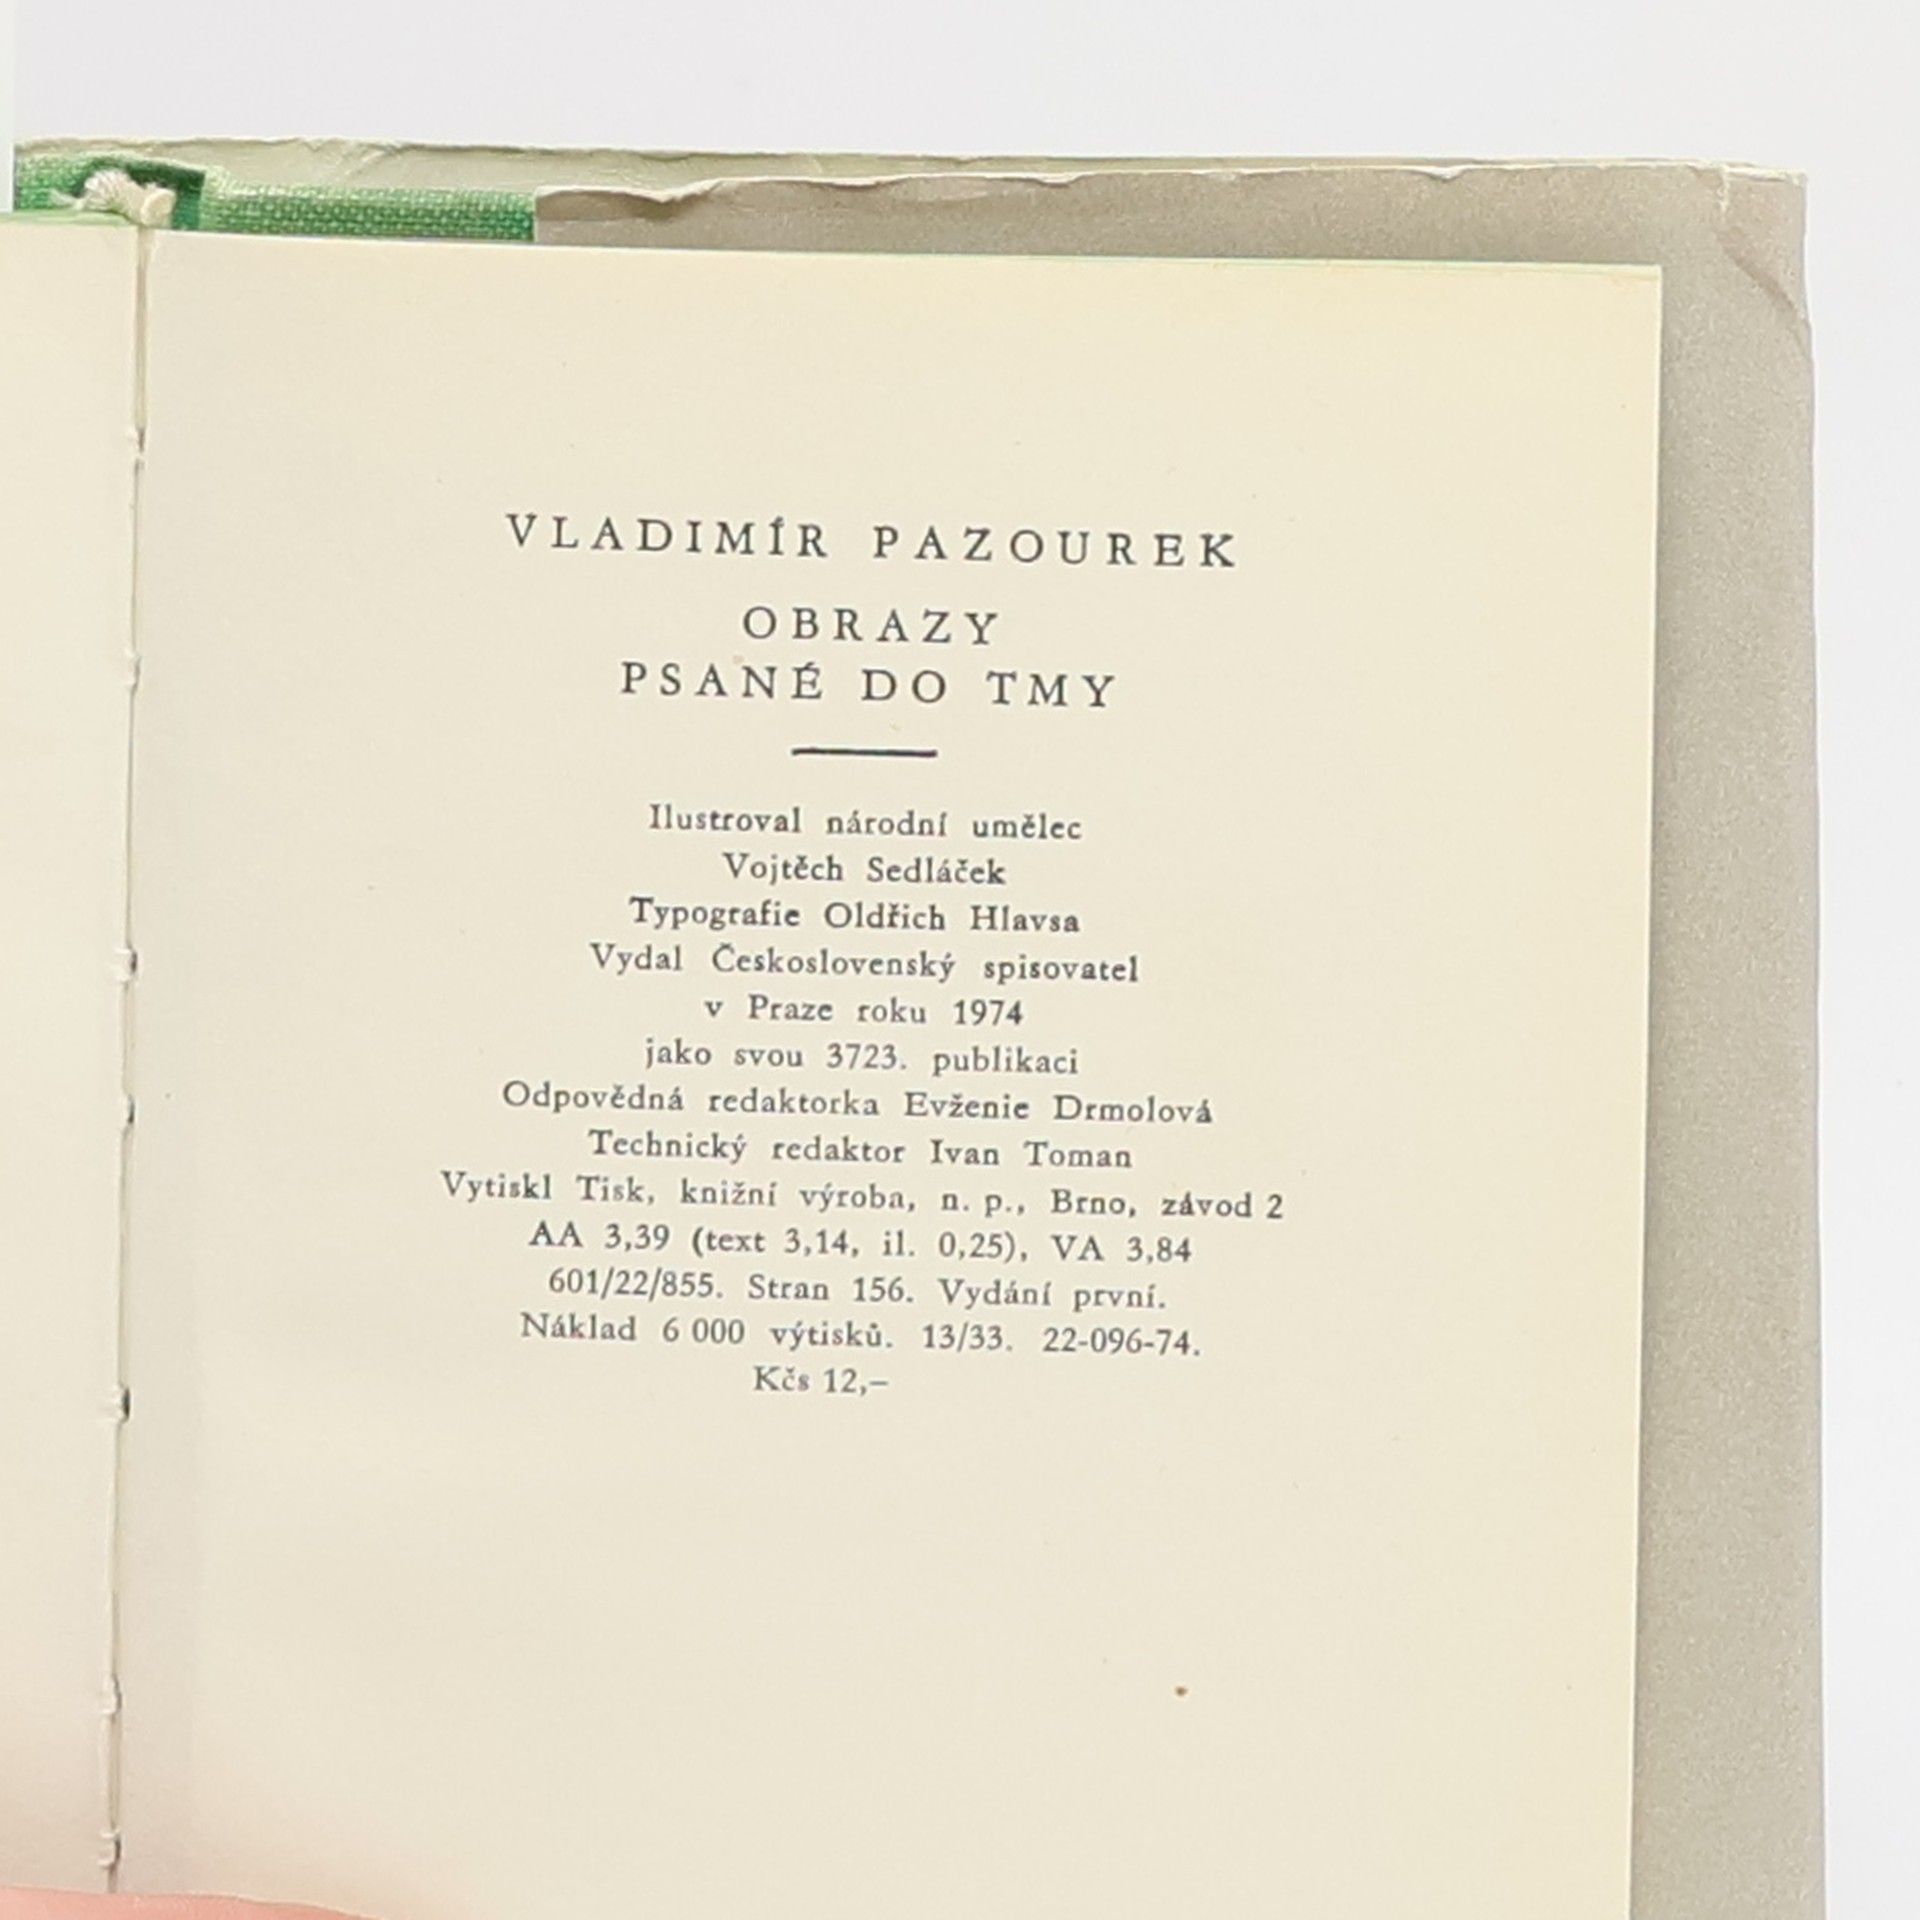 VLADIMÍR PAZOUREK
OBRAZY
PSANÉ DO TMY
Ilustroval národní umělec
Vojtěch Sedláček
Typografie Oldřich Hlavsa
Vydal Československý spisovatel
v Praze roku 1974
jako svou 3723. publikaci
Odpovědná redaktorka Evženie Drmolová
Technický redaktor Ivan Toman
Vytiskl Tisk, knižní výroba, n. p., Brno, závod 2
AA 3,39 (text 3,14, il. 0,25), VA 3,84
601/22/855. Stran 156. Vydání první.
Náklad 6 000 výtisků. 13/33. 22-096-74.
Kčs 12,–